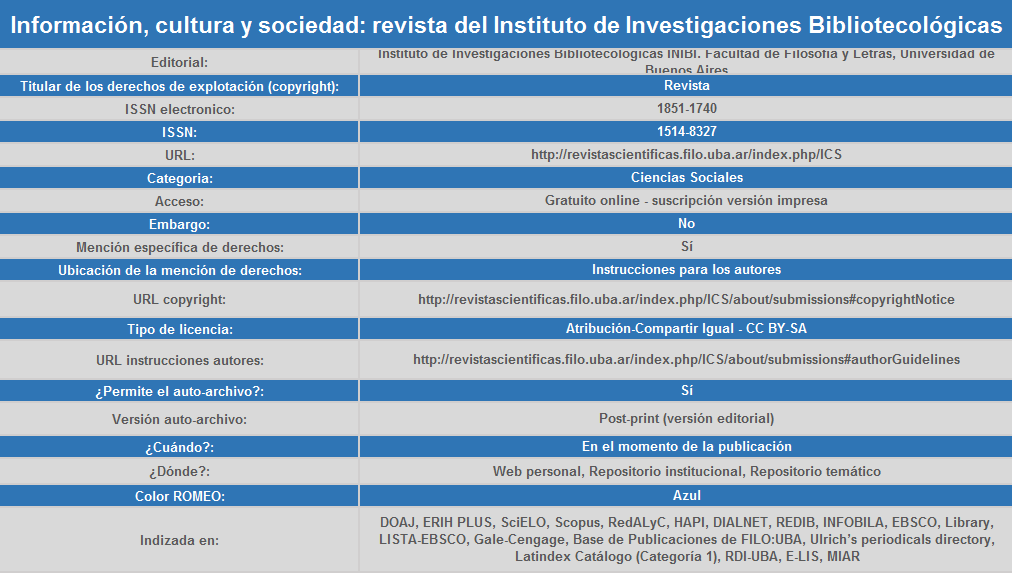 Información, cultura y sociedad: revista del Instituto de Investigaciones Bibliotecológicas
Editorial:
Instituto de Investigaciones Bibliotecológicas INIBI. Facultad de Filosofía y Letras, Universidad de
Buenos Aires
Titular de los derechos de explotación (copyright):
Revista
ISSN electronico:
1851-1740
ISSN:
1514-8327
URL:
http://revistascientificas.filo.uba.ar/index.php/ICS
Categoria:
Ciencias Sociales
Acceso:
Gratuito online - suscripción versión impresa
Embargo:
No
Mención específica de derechos:
Sí
Ubicación de la mención de derechos:
Instrucciones para los autores
URL copyright:
http://revistascientificas.filo.uba.ar/index.php/ICS/about/submissions#copyrightNotice
Tipo de licencia:
Atribución-Compartir Igual - CC BY-SA
URL instrucciones autores:
http://revistascientificas.filo.uba.ar/index.php/ICS/about/submissions#authorGuidelines
¿Permite el auto-archivo?:
Sí
Versión auto-archivo:
Post-print (versión editorial)
¿Cuándo?:
En el momento de la publicación
¿Dónde?:
Web personal, Repositorio institucional, Repositorio temático
Color ROMEO:
Azul
Indizada en:
DOAJ, ERIH PLUS, SciELO, Scopus, RedALyC, HAPI, DIALNET, REDIB, INFOBILA, EBSCO, Library,
LISTA-EBSCO, Gale-Cengage, Base de Publicaciones de FILO:UBA, Ulrich's periodicals directory,
Latindex Catálogo (Categoría 1), RDI-UBA, E-LIS, MIAR